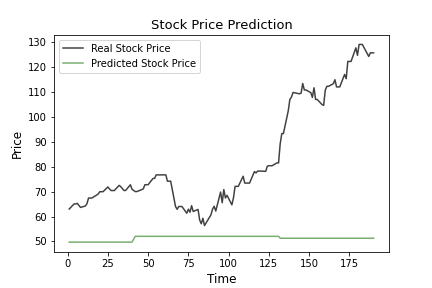 Stock Price Prediction
Real Stock Price
Predicted Stock Price
130
120
110
100
90
80
70
60
50
Price
0 25 50 75 100 125 150 175
Time